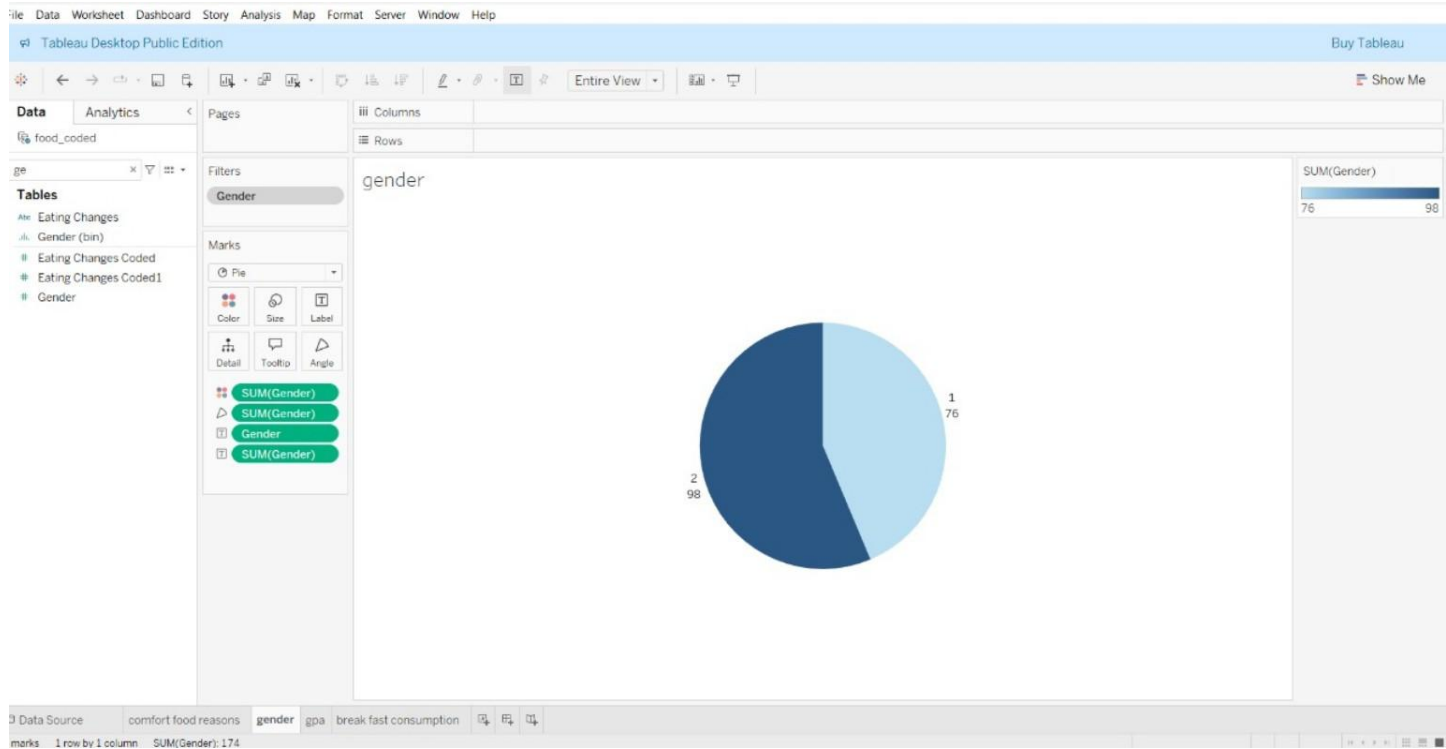 File Data Worksheet Dashboard Story Analysis Map Format Server Window Help
Tableau Desktop Public Edition
Buy Tableau
Entire View
Show Me
Data Analytics
food_coded
ge
Tables
Abc Eating Changes
Gender (bin)
# Eating Changes Coded
# Eating Changes Coded1
# Gender
Pages
Filters
Gender
Marks
Pie
Color Size Label
Detail Tooltip Angle
SUM(Gender)
SUM(Gender)
Gender
SUM(Gender)
iii Columns
Rows
gender
1
76
2
98
SUM(Gender)
76 98
Data Source comfort food reasons gender gpa break fast consumption
marks 1 row by 1 column SUM(Gender): 174